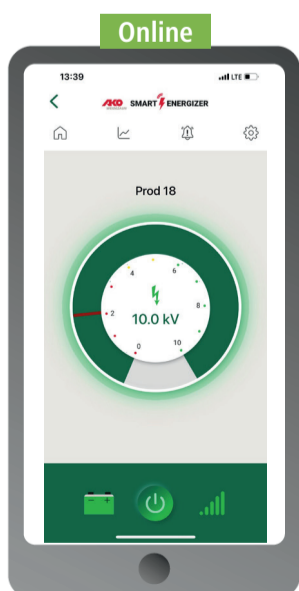 Online
13:39
LTE
AKO SMART ENERGIZER
Prod 18
4
6
2
8
10.0 kV
0
10